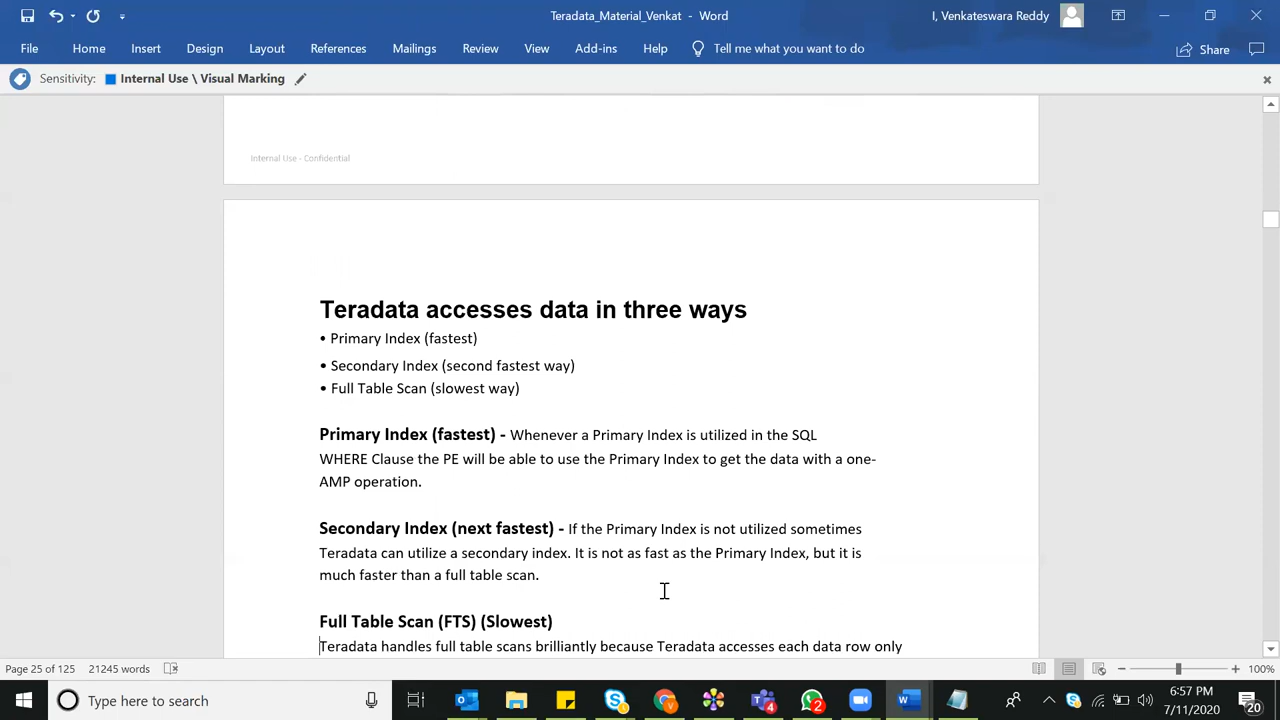 Teradata_Material_Venkat - Word
I, Venkateswara Reddy
File Home Insert Design Layout References Mailings Review View Add-ins Help Tell me what you want to do Share
Sensitivity: Internal Use \ Visual Marking
Internal Use - Confidential
Teradata accesses data in three ways
• Primary Index (fastest)
• Secondary Index (second fastest way)
• Full Table Scan (slowest way)
Primary Index (fastest) - Whenever a Primary Index is utilized in the SQL
WHERE Clause the PE will be able to use the Primary Index to get the data with a one-
AMP operation.
Secondary Index (next fastest) - If the Primary Index is not utilized sometimes
Teradata can utilize a secondary index. It is not as fast as the Primary Index, but it is
much faster than a full table scan.
Full Table Scan (FTS) (Slowest)
Teradata handles full table scans brilliantly because Teradata accesses each data row only
Page 25 of 125 21245 words
100%
Type here to search
4
2
6:57 PM
7/11/2020
20